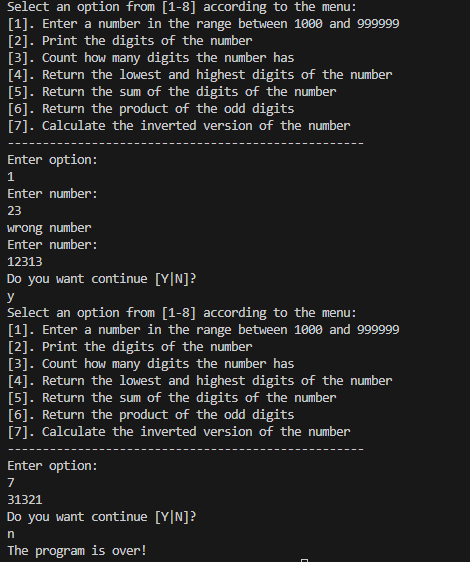 Select an option from [1-8] according to the menu:
[1]. Enter a number in the range between 1000 and 999999
[2]. Print the digits of the number
[3]. Count how many digits the number has
[4]. Return the lowest and highest digits of the number
[5]. Return the sum of the digits of the number
[6]. Return the product of the odd digits
[7]. Calculate the inverted version of the number
---------------------------------------------------
Enter option:
1
Enter number:
23
wrong number
Enter number:
12313
Do you want continue [Y|N]?
y
Select an option from [1-8] according to the menu:
[1]. Enter a number in the range between 1000 and 999999
[2]. Print the digits of the number
[3]. Count how many digits the number has
[4]. Return the lowest and highest digits of the number
[5]. Return the sum of the digits of the number
[6]. Return the product of the odd digits
[7]. Calculate the inverted version of the number
---------------------------------------------------
Enter option:
7
31321
Do you want continue [Y|N]?
n
The program is over!